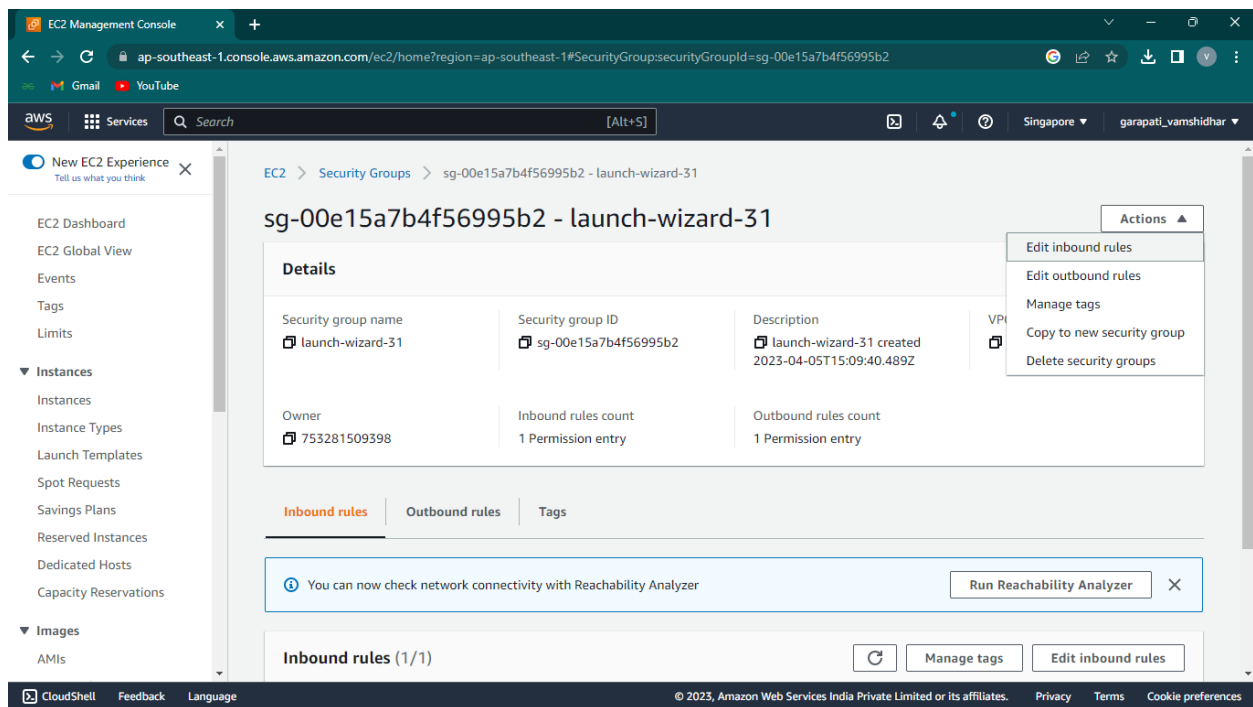 EC2 Management Console
ap-southeast-1.console.aws.amazon.com/ec2/home?region=ap-southeast-1#SecurityGroup:securityGroupId=sg-00e15a7b4f56995b2
Gmail YouTube
aws Services Search [Alt+S] Singapore garapati_vamshidhar
New EC2 Experience
Tell us what you think
EC2 Dashboard
EC2 Global View
Events
Tags
Limits
Instances
Instances
Instance Types
Launch Templates
Spot Requests
Savings Plans
Reserved Instances
Dedicated Hosts
Capacity Reservations
Images
AMIs
EC2 > Security Groups > sg-00e15a7b4f56995b2 - launch-wizard-31
sg-00e15a7b4f56995b2 - launch-wizard-31
Actions
Edit inbound rules
Edit outbound rules
Manage tags
Copy to new security group
Delete security groups
Details
Security group name Security group ID Description
launch-wizard-31 sg-00e15a7b4f56995b2 launch-wizard-31 created
2023-04-05T15:09:40.489Z
Owner Inbound rules count Outbound rules count
753281509398 1 Permission entry 1 Permission entry
Inbound rules Outbound rules Tags
You can now check network connectivity with Reachability Analyzer Run Reachability Analyzer
Inbound rules (1/1) Manage tags Edit inbound rules
CloudShell Feedback Language © 2023, Amazon Web Services India Private Limited or its affiliates. Privacy Terms Cookie preferences